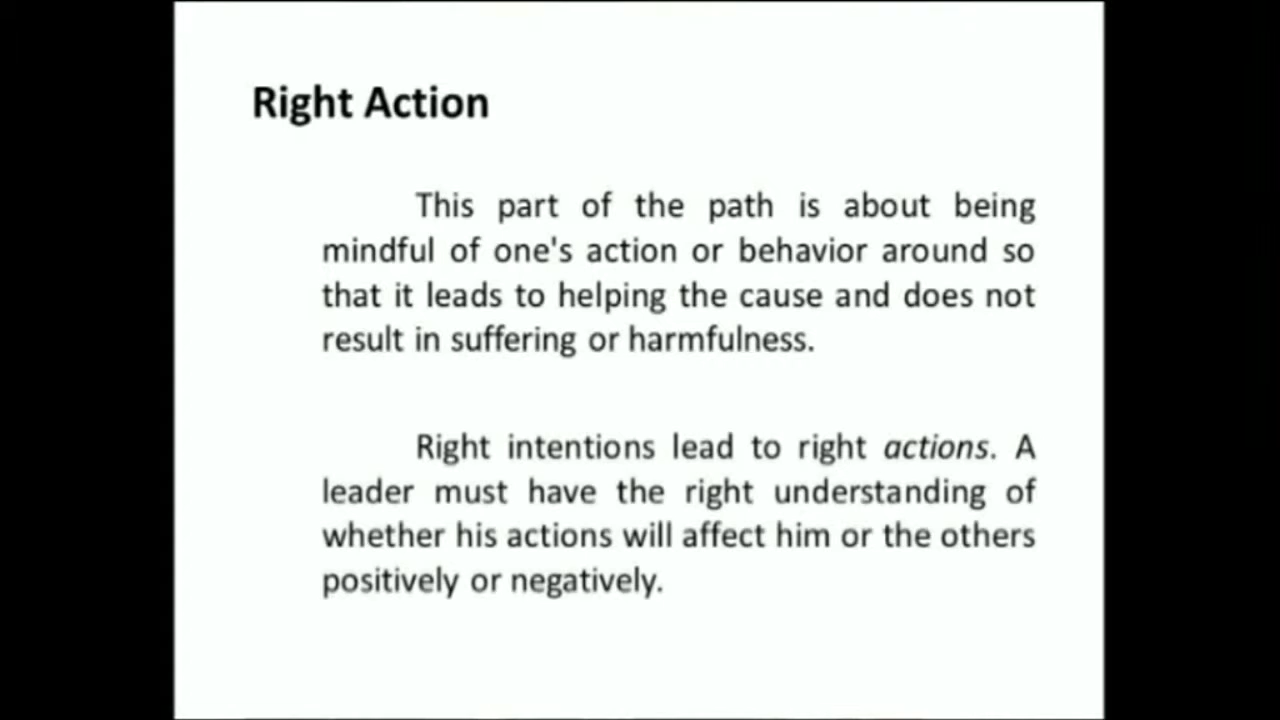 Right Action
This part of the path is about being
mindful of one's action or behavior around so
that it leads to helping the cause and does not
result in suffering or harmfulness.
Right intentions lead to right actions. A
leader must have the right understanding of
whether his actions will affect him or the others
positively or negatively.